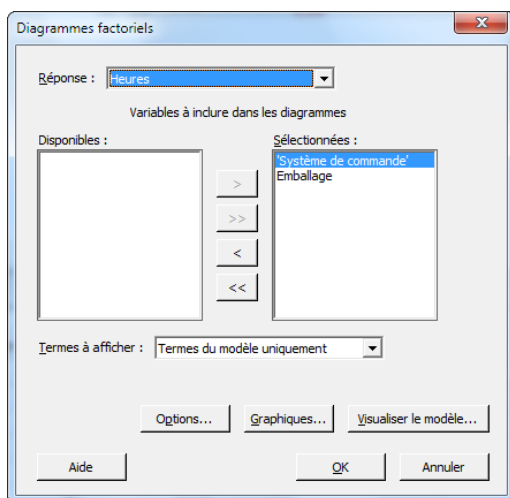 Diagrammes factoriels
Réponse : Heures
Variables à inclure dans les diagrammes
Disponibles : Sélectionnées :
'Système de commande'
Emballage
>
>>
<
<<
Termes à afficher : Termes du modèle uniquement
Options... Graphiques... Visualiser le modèle...
Aide OK Annuler